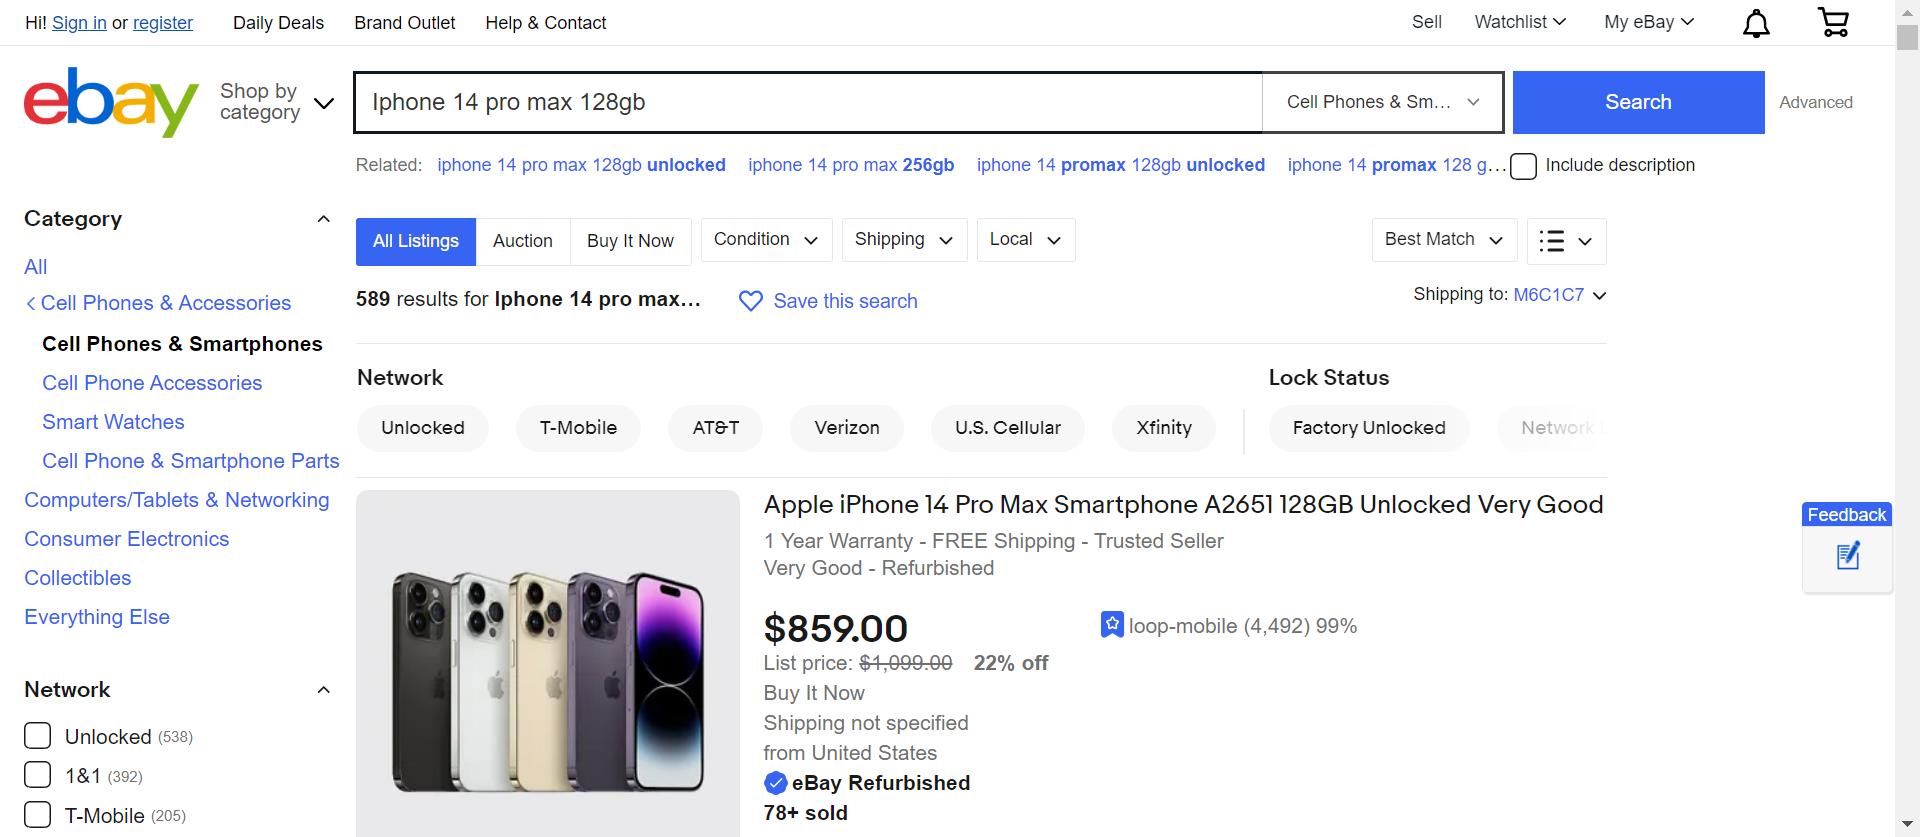 Hi! Sign in or register Daily Deals Brand Outlet Help & Contact Sell Watchlist My eBay
ebay
Shop by
category
Iphone 14 pro max 128gb Cell Phones & Sm... Search Advanced
Related: iphone 14 pro max 128gb unlocked iphone 14 pro max 256gb iphone 14 promax 128gb unlocked iphone 14 promax 128 g... Include description
Category
All
Cell Phones & Accessories
Cell Phones & Smartphones
Cell Phone Accessories
Smart Watches
Cell Phone & Smartphone Parts
Computers/Tablets & Networking
Consumer Electronics
Collectibles
Everything Else
Network
Unlocked (538)
1&1 (392)
T-Mobile (205)
All Listings Auction Buy It Now Condition Shipping Local Best Match
589 results for Iphone 14 pro max... Save this search Shipping to: M6C1C7
Network Lock Status
Unlocked T-Mobile AT&T Verizon U.S. Cellular Xfinity Factory Unlocked Network
Apple iPhone 14 Pro Max Smartphone A2651 128GB Unlocked Very Good
1 Year Warranty - FREE Shipping - Trusted Seller
Very Good - Refurbished
$859.00 loop-mobile (4,492) 99%
List price: $1,099.00 22% off
Buy It Now
Shipping not specified
from United States
eBay Refurbished
78+ sold
Feedback